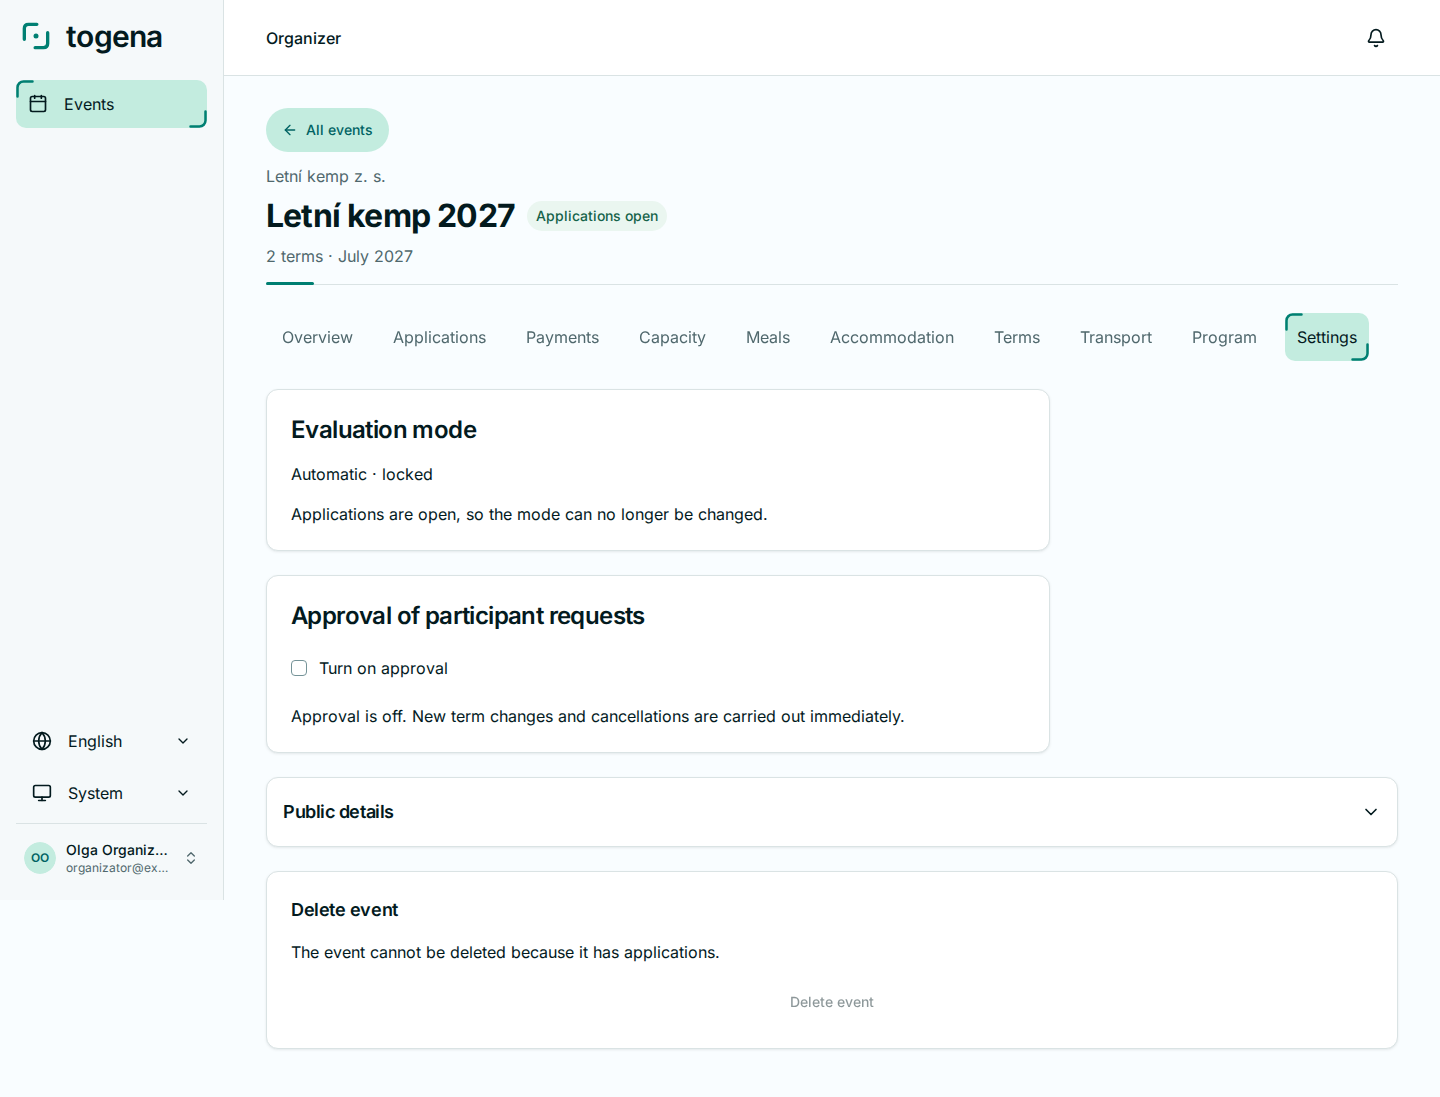 togena
Organizer
Events
All events
Letní kemp z. s.
Letní kemp 2027
Applications open
2 terms · July 2027
Overview
Applications
Payments
Capacity
Meals
Accommodation
Terms
Transport
Program
Settings
Evaluation mode
Automatic · locked
Applications are open, so the mode can no longer be changed.
Approval of participant requests
Turn on approval
Approval is off. New term changes and cancellations are carried out immediately.
Public details
Delete event
The event cannot be deleted because it has applications.
Delete event
English
System
OO
Olga Organiz...
organizator@ex...